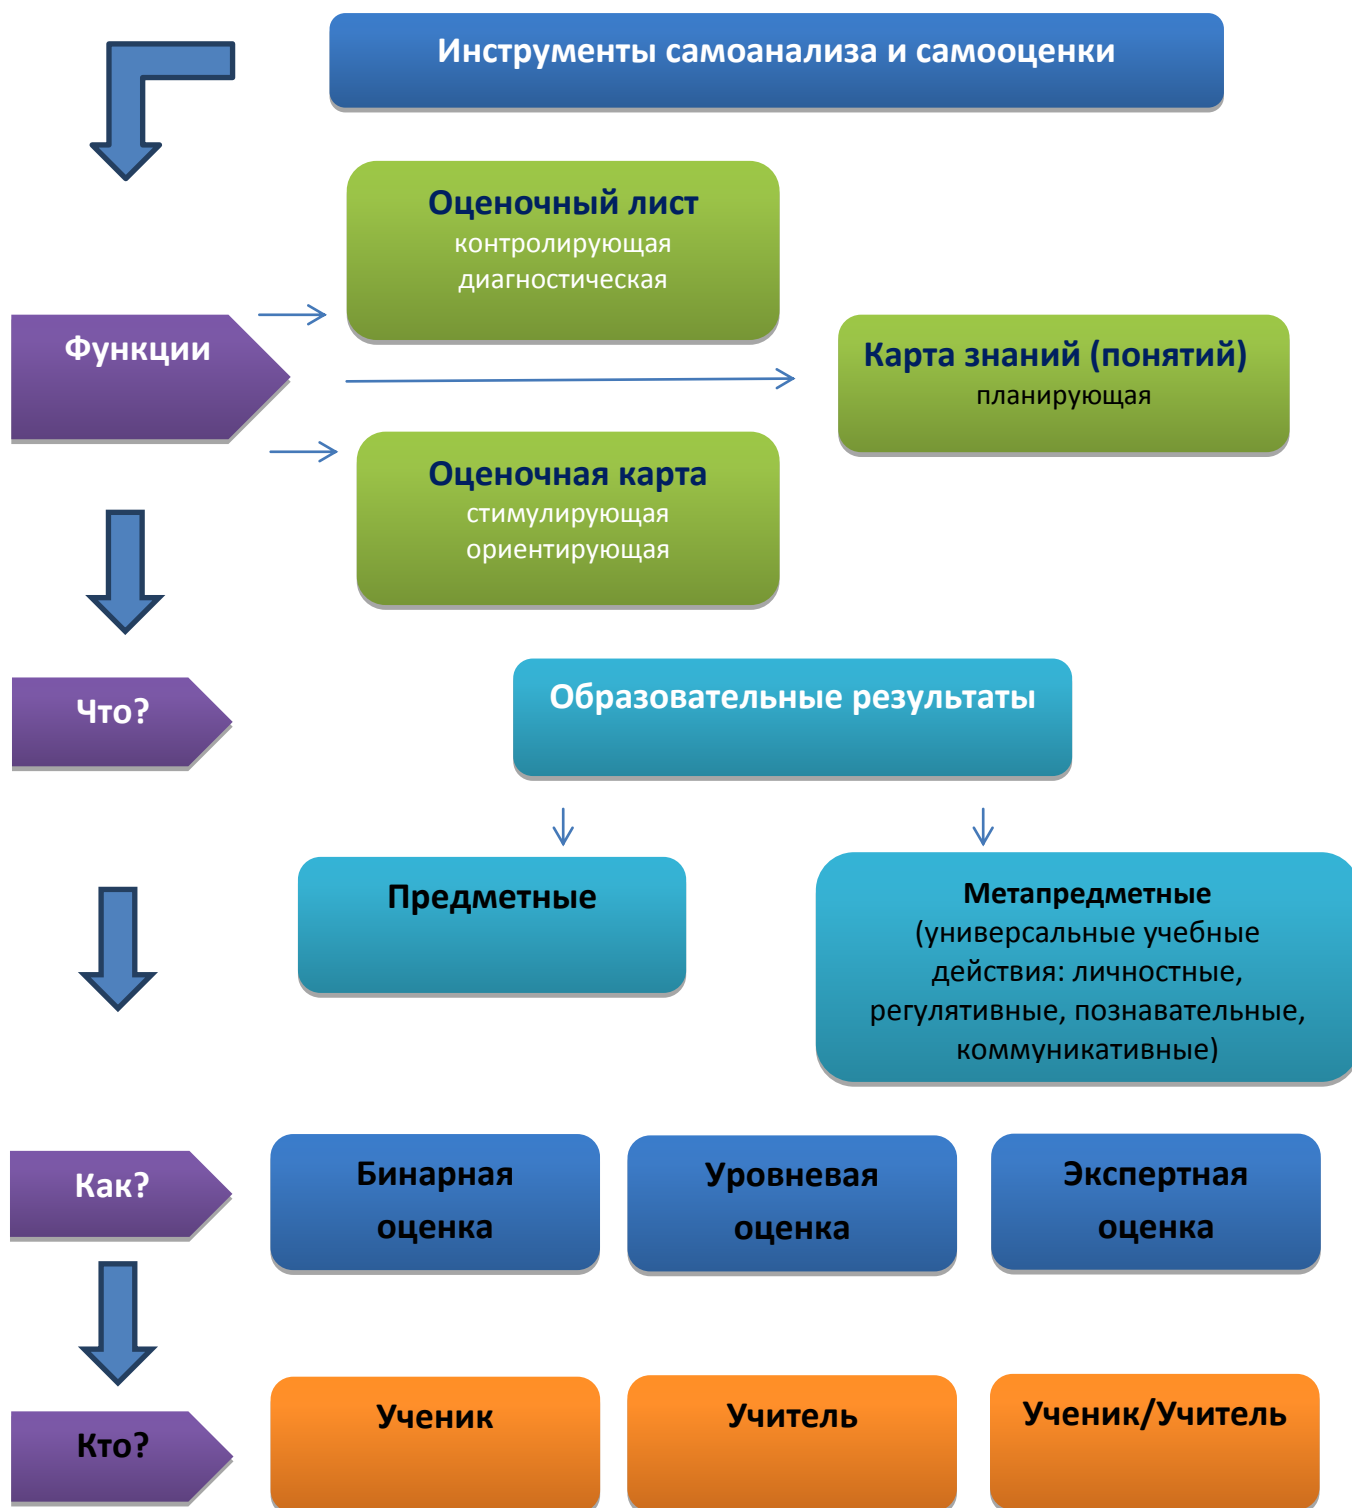 Инструменты самоанализа и самооценки
Оценочный лист
контролирующая
диагностическая
Функции
Карта знаний (понятий)
планирующая
Оценочная карта
стимулирующая
ориентирующая
Что?
Образовательные результаты
Предметные
Метапредметные
(универсальные учебные
действия: личностные,
регулятивные, познавательные,
коммуникативные)
Как?
Бинарная
оценка
Уровневая
оценка
Экспертная
оценка
Кто?
Ученик
Учитель
Ученик/Учитель